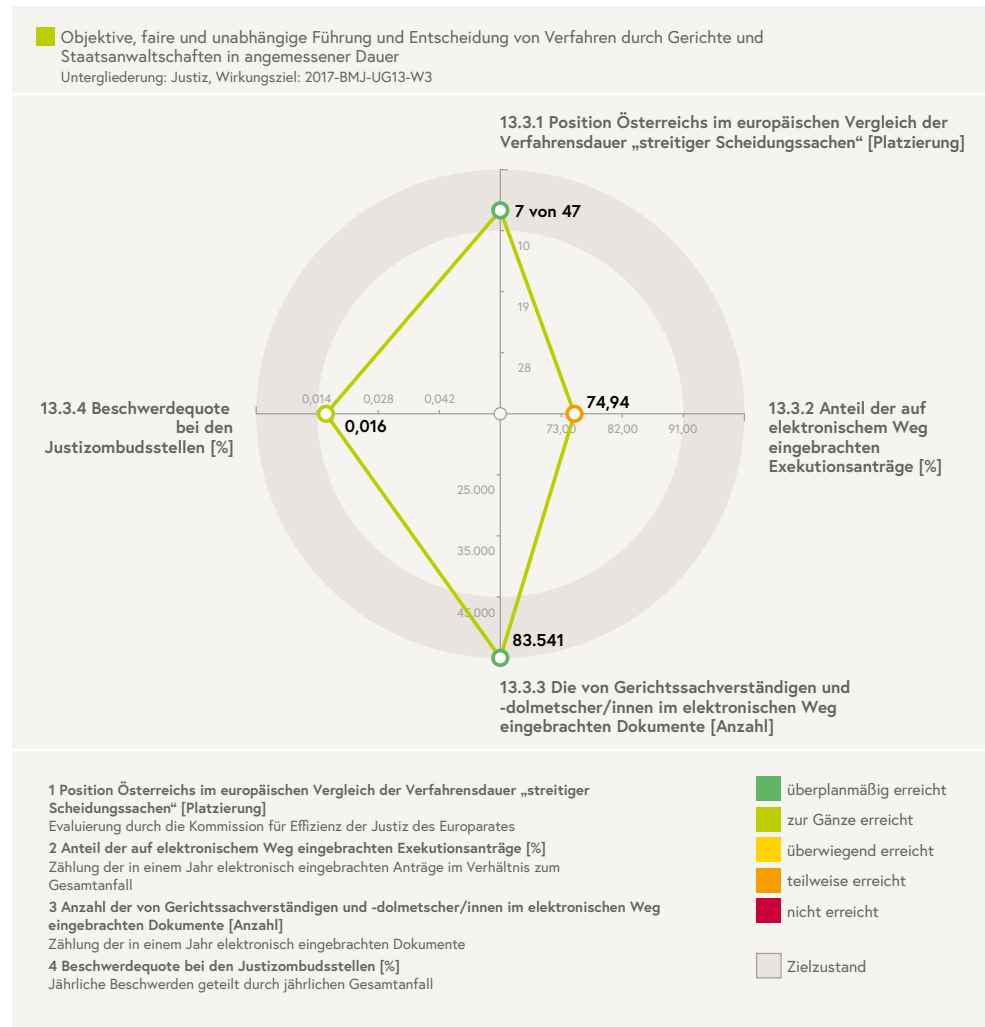 Objektive, faire und unabhängige Führung und Entscheidung von Verfahren durch Gerichte und
Staatsanwaltschaften in angemessener Dauer
Untergliederung: Justiz, Wirkungsziel: 2017-BMJ-UG13-W3
13.3.1 Position Österreichs im europäischen Vergleich der
Verfahrensdauer „streitiger Scheidungssachen“ [Platzierung]
7 von 47
10
19
28
13.3.4 Beschwerdequote
bei den
Justizombudsstellen [%]
0,014
0,028
0,042
0,016
74,94
73,00
82,00
91,00
13.3.2 Anteil der auf
elektronischem Weg
eingebrachten
Exekutionsanträge [%]
25.000
35.000
45.000
83.541
13.3.3 Die von Gerichtssachverständigen und
-dolmetscher/innen im elektronischen Weg
eingebrachten Dokumente [Anzahl]
1 Position Österreichs im europäischen Vergleich der Verfahrensdauer „streitiger
Scheidungssachen“ [Platzierung]
Evaluierung durch die Kommission für Effizienz der Justiz des Europarates
2 Anteil der auf elektronischem Weg eingebrachten Exekutionsanträge [%]
Zählung der in einem Jahr elektronisch eingebrachten Anträge im Verhältnis zum
Gesamtanfall
3 Anzahl der von Gerichtssachverständigen und -dolmetscher/innen im elektronischen Weg
eingebrachten Dokumente [Anzahl]
Zählung der in einem Jahr elektronisch eingebrachten Dokumente
4 Beschwerdequote bei den Justizombudsstellen [%]
Jährliche Beschwerden geteilt durch jährlichen Gesamtanfall
überplanmäßig erreicht
zur Gänze erreicht
überwiegend erreicht
teilweise erreicht
nicht erreicht
Zielzustand